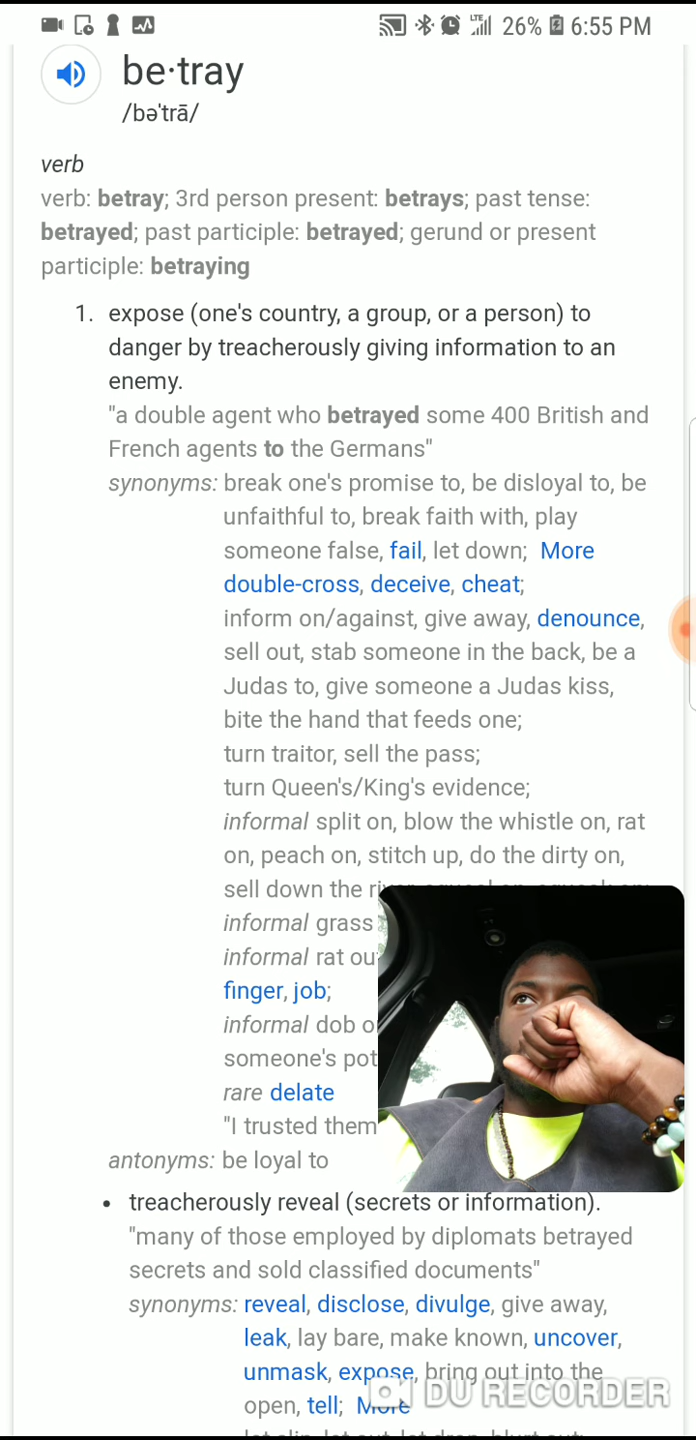 26% 6:55 PM
LTE
be·tray
/bəˈtrā/
verb
verb: betray; 3rd person present: betrays; past tense:
betrayed; past participle: betrayed; gerund or present
participle: betraying
1. expose (one's country, a group, or a person) to
danger by treacherously giving information to an
enemy.
"a double agent who betrayed some 400 British and
French agents to the Germans"
synonyms: break one's promise to, be disloyal to, be
unfaithful to, break faith with, play
someone false, fail, let down; More
double-cross, deceive, cheat;
inform on/against, give away, denounce,
sell out, stab someone in the back, be a
Judas to, give someone a Judas kiss,
bite the hand that feeds one;
turn traitor, sell the pass;
turn Queen's/King's evidence;
informal split on, blow the whistle on, rat
on, peach on, stitch up, do the dirty on,
sell down the
informal grass
informal rat
finger, job;
informal dob
someone's
rare delate
"I trusted them
antonyms: be loyal to
• treacherously reveal (secrets or information).
"many of those employed by diplomats betrayed
secrets and sold classified documents"
synonyms: reveal, disclose, divulge, give away,
leak, lay bare, make known, uncover,
unmask, expose, bring out into the
open, tell; More
DU RECORDER